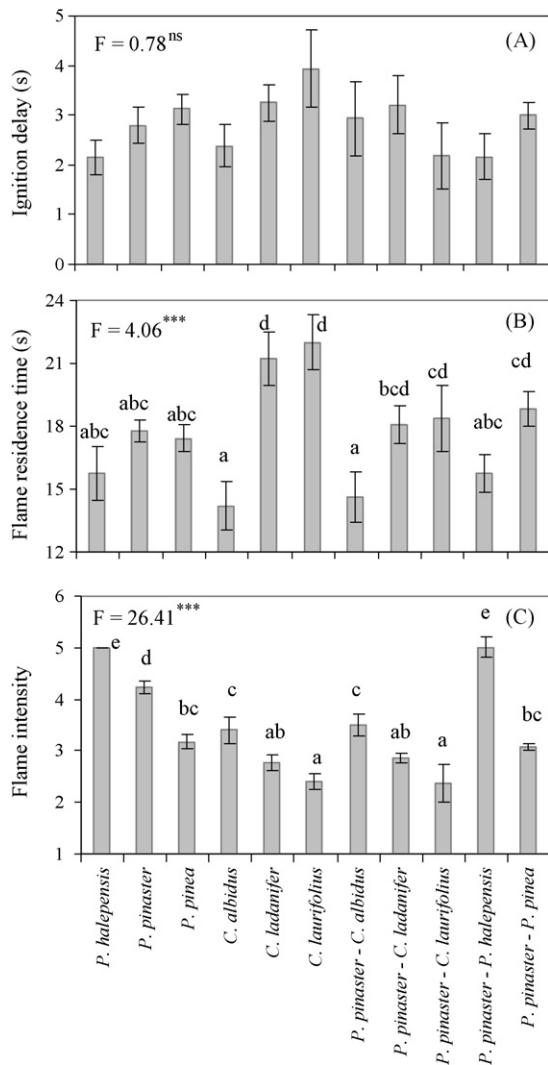 F = 0.78ns
(A)
Ignition delay (s)
5
4
3
2
1
0
F = 4.06***
(B)
Flame residence time (s)
24
21
18
15
12
abc
abc
abc
a
d
d
a
bcd
cd
abc
cd
F = 26.41***
(C)
Flame intensity
6
5
4
3
2
1
e
d
bc
c
ab
a
c
ab
a
e
bc
P. halepensis
P. pinaster
P. pinea
C. albidus
C. ladanifer
C. laurifolius
P. pinaster - C. albidus
P. pinaster - C. ladanifer
P. pinaster - C. laurifolius
P. pinaster - P. halepensis
P. pinaster - P. pinea